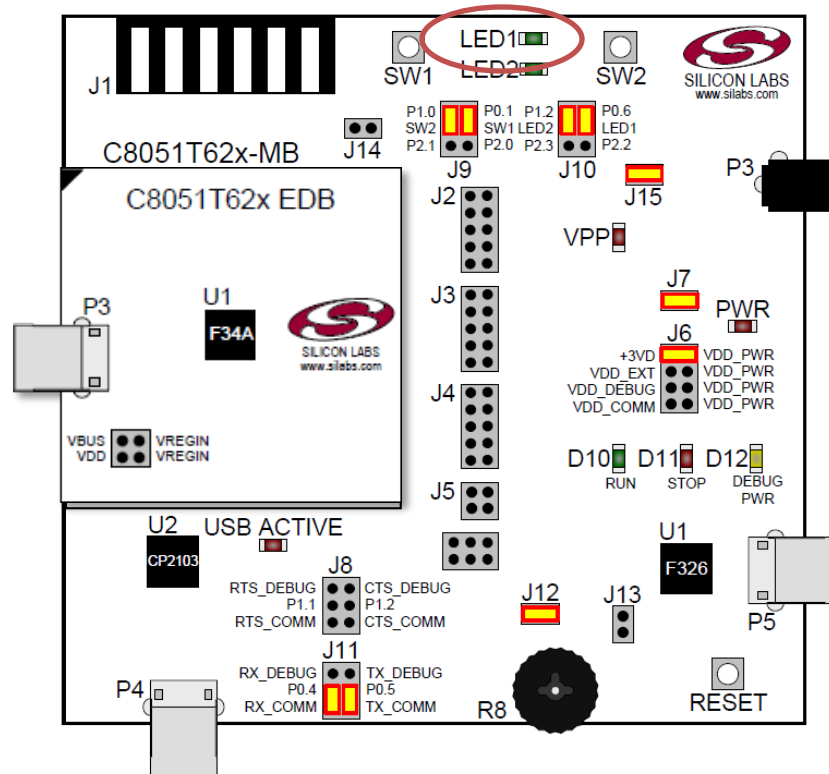 LED1
J1
SW1
LED2
SW2
SILICON LABS
www.silabs.com
P1.0
P0.1
P1.2
P0.6
SW2
SW1
LED2
LED1
P2.1
P2.0
P2.3
P2.2
J14
J9
J10
C8051T62x-MB
J15
P3
C8051T62x EDB
J2
VPP
J3
J7
P3
U1
F34A
PWR
SILICON LABS
www.silabs.com
J6
+3VD
VDD_PWR
VDD_EXT
VDD_PWR
VDD_DEBUG
VDD_PWR
VDD_COMM
VDD_PWR
J4
VBUS
VREGIN
VDD
VREGIN
D10
D11
D12
RUN
STOP
DEBUG
PWR
J5
U2
USB ACTIVE
U1
CP2103
F326
J8
RTS_DEBUG
CTS_DEBUG
P1.1
P1.2
RTS_COMM
CTS_COMM
J12
J13
P5
J11
RX_DEBUG
TX_DEBUG
P0.4
P0.5
RX_COMM
TX_COMM
P4
R8
RESET